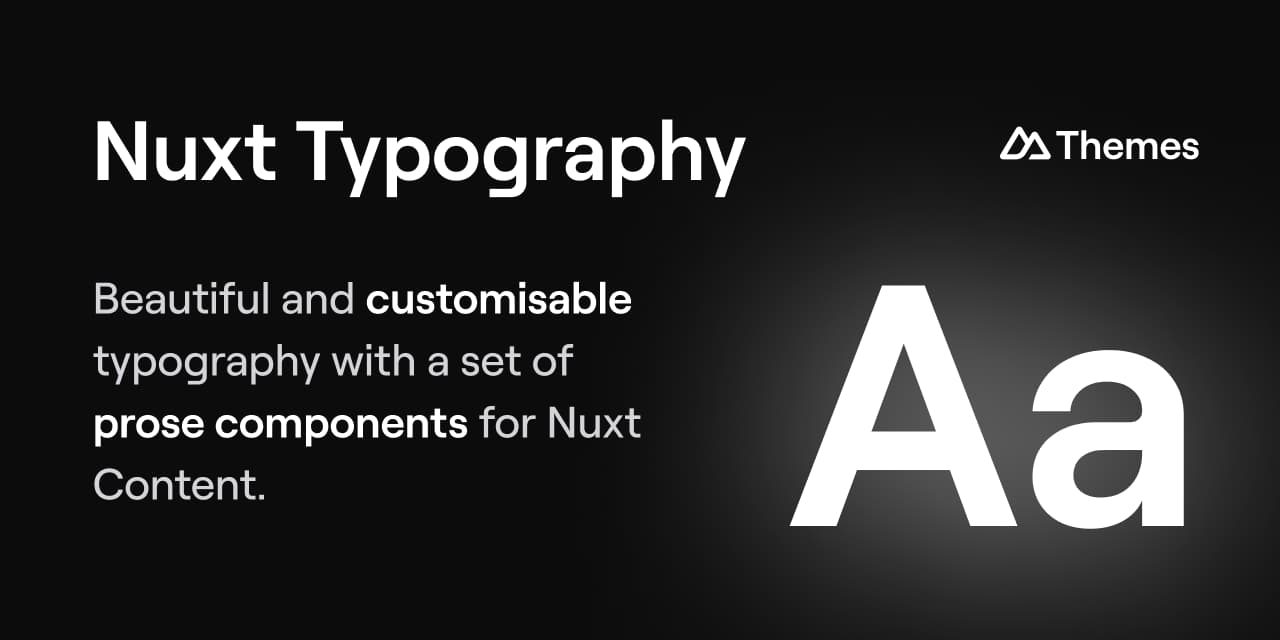 Nuxt Typography
Themes
Beautiful and customisable
typography with a set of
prose components for Nuxt
Content.
Aa